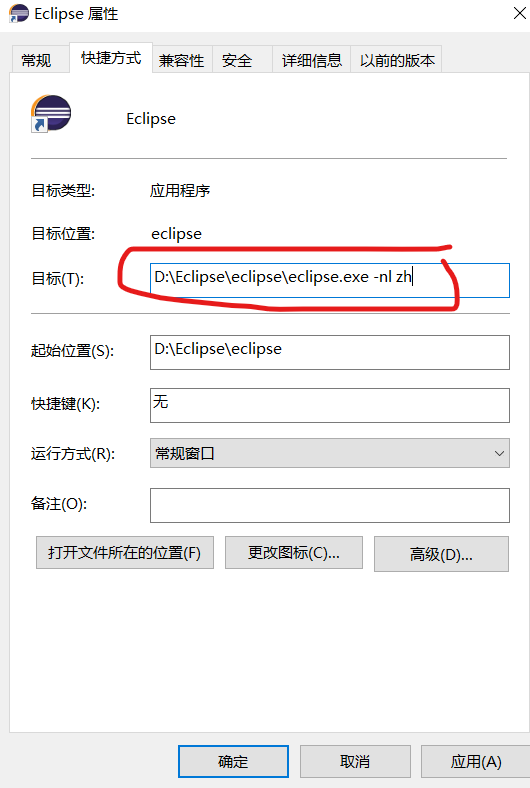 Eclipse 属性
常规 快捷方式 兼容性 安全 详细信息 以前的版本
Eclipse
目标类型: 应用程序
目标位置: eclipse
目标(T): D:\Eclipse\eclipse\eclipse.exe -nl zh
起始位置(S): D:\Eclipse\eclipse
快捷键(K): 无
运行方式(R): 常规窗口
备注(O):
打开文件所在的位置(F) 更改图标(C)... 高级(D)...
确定 取消 应用(A)